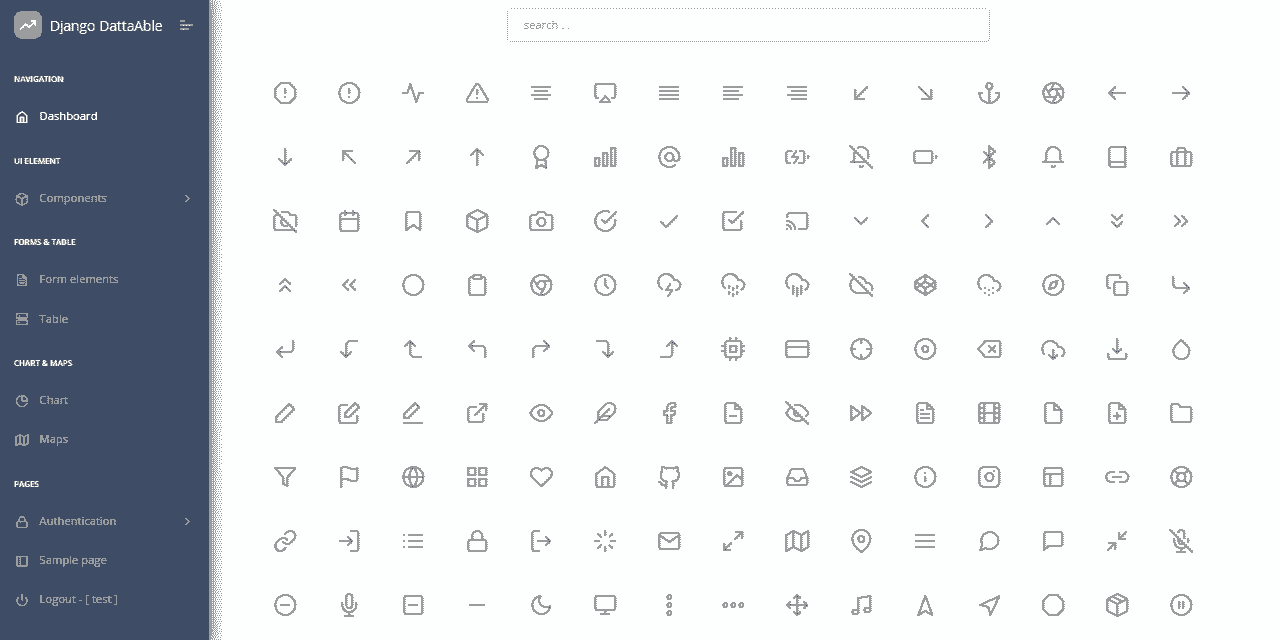 Django DattaAble
search . . .
NAVIGATION
Dashboard
UI ELEMENT
Components
FORMS & TABLE
Form elements
Table
CHART & MAPS
Chart
Maps
PAGES
Authentication
Sample page
Logout - [ test ]